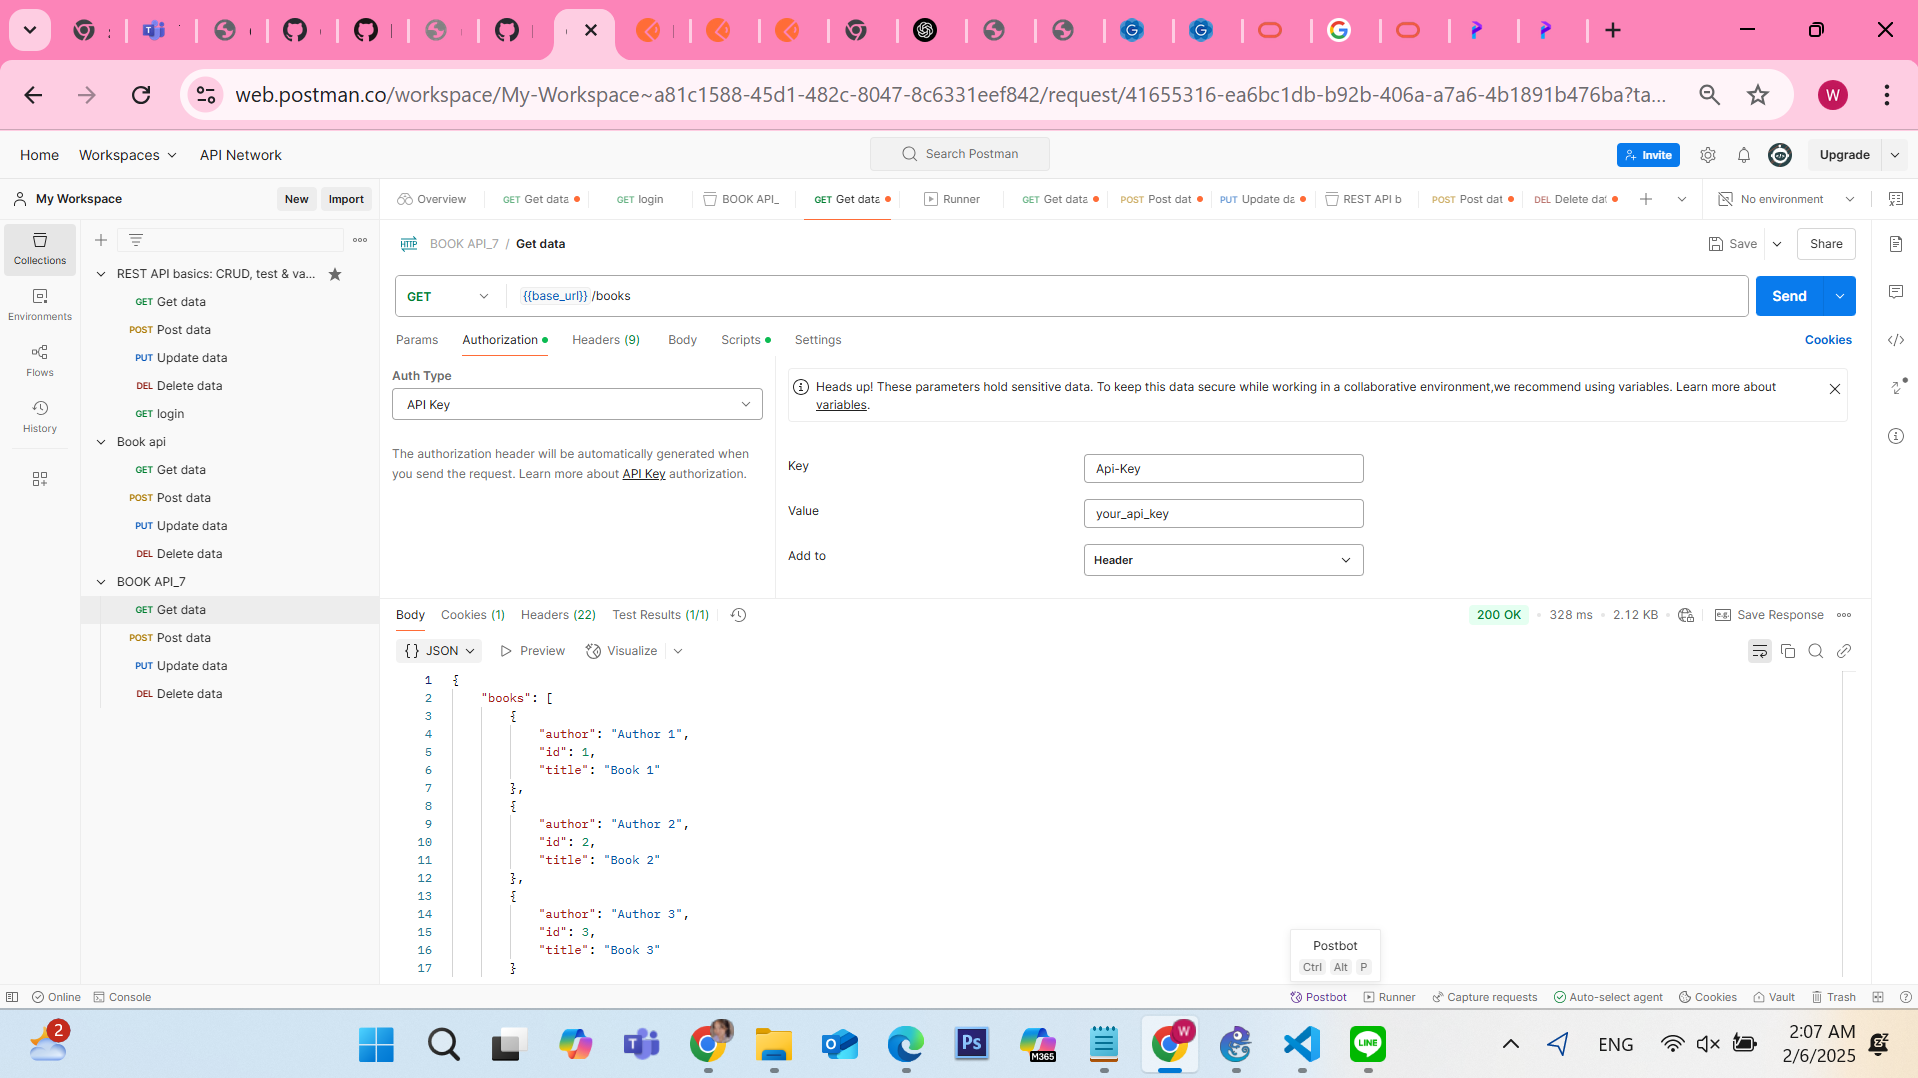 web.postman.co/workspace/My-Workspace~a81c1588-45d1-482c-8047-8c6331eef842/request/41655316-ea6bc1db-b92b-406a-a7a6-4b1891b476ba?ta...
W
Home Workspaces API Network
Search Postman
Invite
Upgrade
My Workspace
New Import
Overview
GET Get data
GET login
BOOK API_
GET Get data
Runner
GET Get data
POST Post dat
PUT Update da
REST API b
POST Post dat
DEL Delete dat
No environment
Collections
Environments
Flows
History
REST API basics: CRUD, test & va...
GET Get data
POST Post data
PUT Update data
DEL Delete data
GET login
Book api
GET Get data
POST Post data
PUT Update data
DEL Delete data
BOOK API_7
GET Get data
POST Post data
PUT Update data
DEL Delete data
HTTP BOOK API_7 / Get data
Save Share
GET {{base_url}} /books
Send
Params Authorization Headers (9) Body Scripts Settings
Cookies
Auth Type
API Key
The authorization header will be automatically generated when
you send the request. Learn more about API Key authorization.
Heads up! These parameters hold sensitive data. To keep this data secure while working in a collaborative environment,we recommend using variables. Learn more about
variables.
Key Api-Key
Value your_api_key
Add to Header
Body Cookies (1) Headers (22) Test Results (1/1)
200 OK 328 ms 2.12 KB e.g. Save Response
{} JSON Preview Visualize
1 {
2 "books": [
3 {
4 "author": "Author 1",
5 "id": 1,
6 "title": "Book 1"
7 },
8 {
9 "author": "Author 2",
10 "id": 2,
11 "title": "Book 2"
12 },
13 {
14 "author": "Author 3",
15 "id": 3,
16 "title": "Book 3"
17 }
Postbot
Ctrl Alt P
Online Console
Postbot Runner Capture requests Auto-select agent Cookies Vault Trash
2
Ps
M365
W
LINE
ENG
2:07 AM
2/6/2025